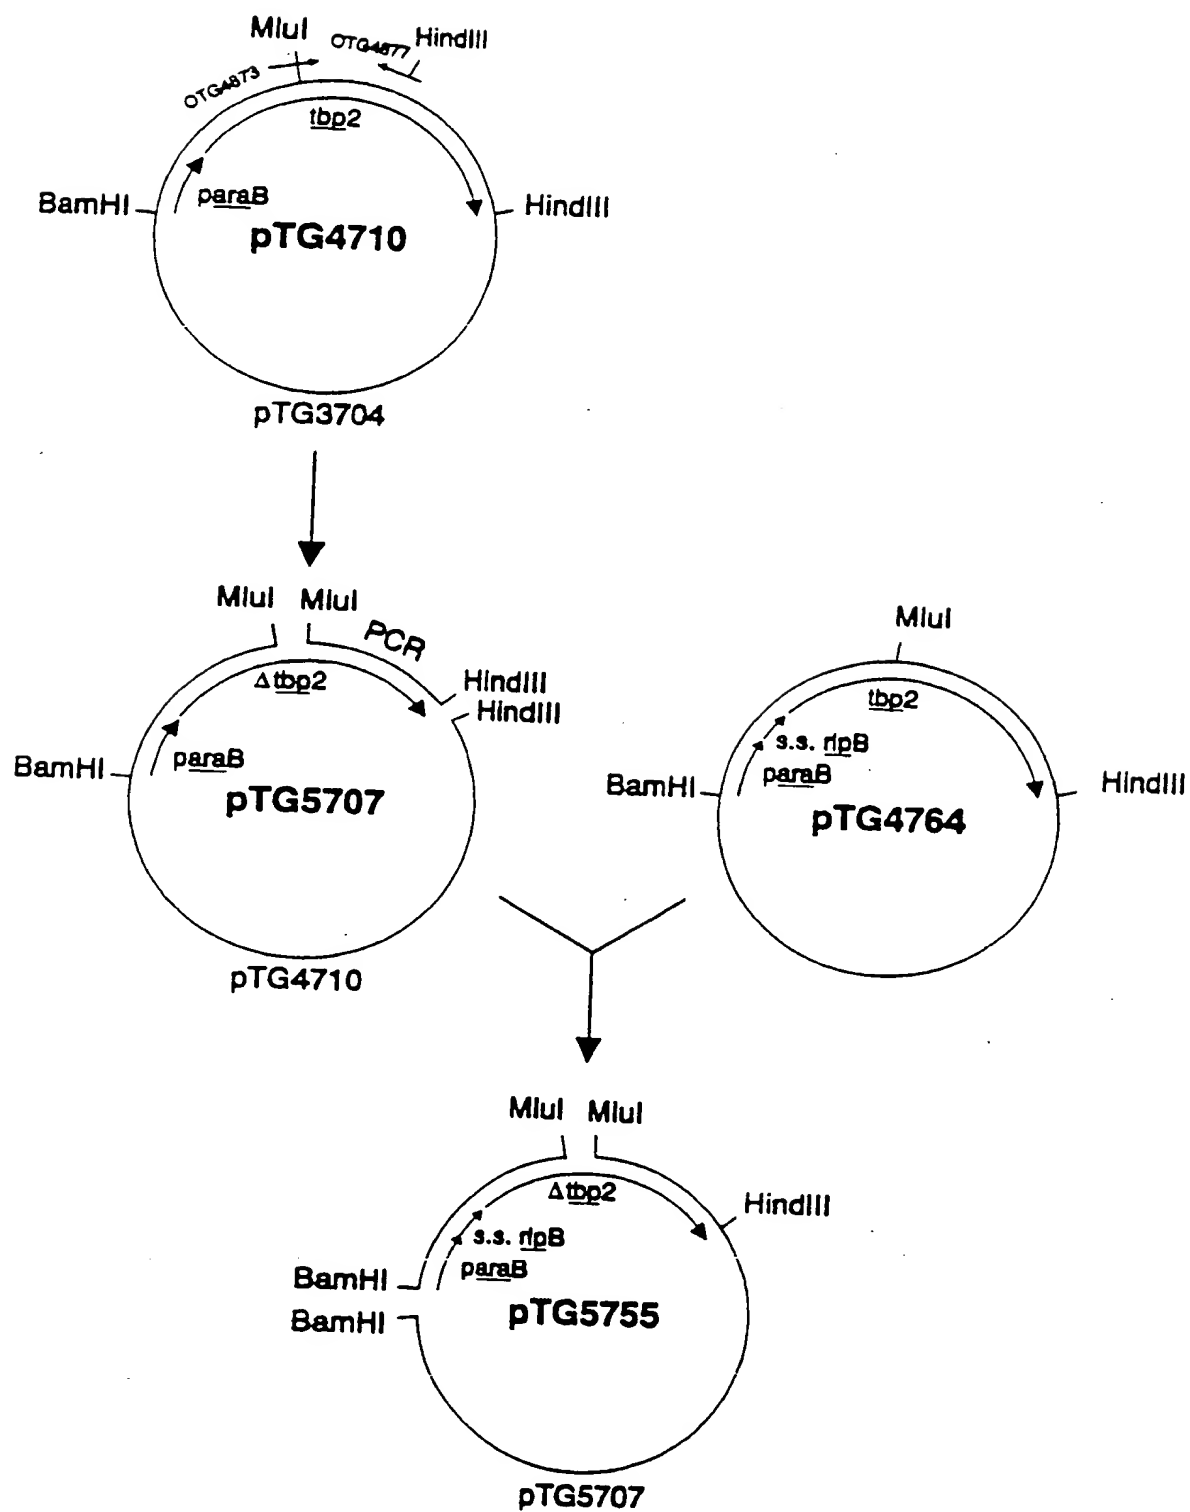 MluI
OTG4877
HindIII
OTG4873
tbp2
BamHI
HindIII
paraB
pTG4710
pTG3704
MluI MluI
PCR
MluI
Δtbp2
HindIII
HindIII
tbp2
s.s. rlpB
BamHI
paraB
paraB
BamHI
HindIII
pTG5707
pTG4764
pTG4710
MluI MluI
Δtbp2
HindIII
s.s. rlpB
BamHI
paraB
BamHI
pTG5755
pTG5707